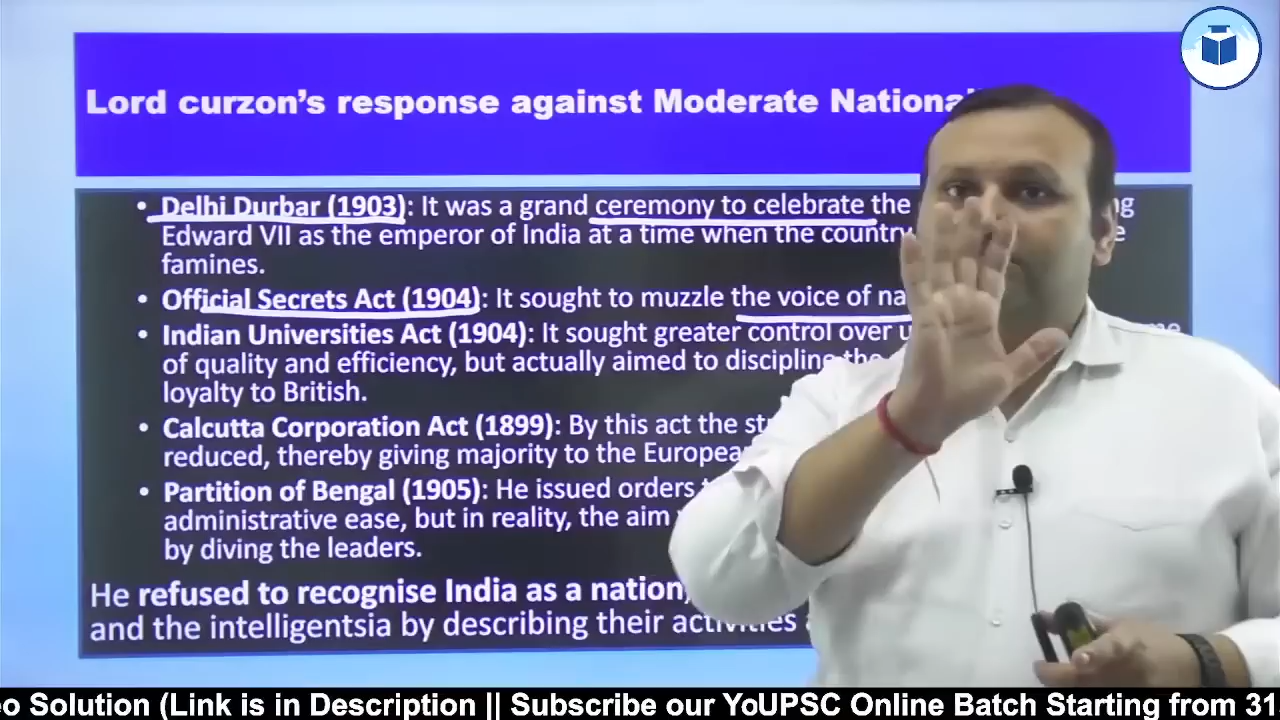 Lord curzon’s response against Moderate
• Delhi Durbar (1903): It was a grand ceremony to celebrate the
Edward VII as the emperor of India at a time when the country
famines.
• Official Secrets Act (1904): It sought to muzzle the voice of
• Indian Universities Act (1904): It sought greater control over
of quality and efficiency, but actually aimed to discipline the
loyalty to British.
• Calcutta Corporation Act (1899): By this act the
reduced, thereby giving majority to the
• Partition of Bengal (1905): He issued orders
administrative ease, but in reality, the aim
by diving the leaders.
He refused to recognise India as a nation,
and the intelligentsia by describing their activities
Solution (Link is in Description || Subscribe our YoUPSC Online Batch Starting from 31